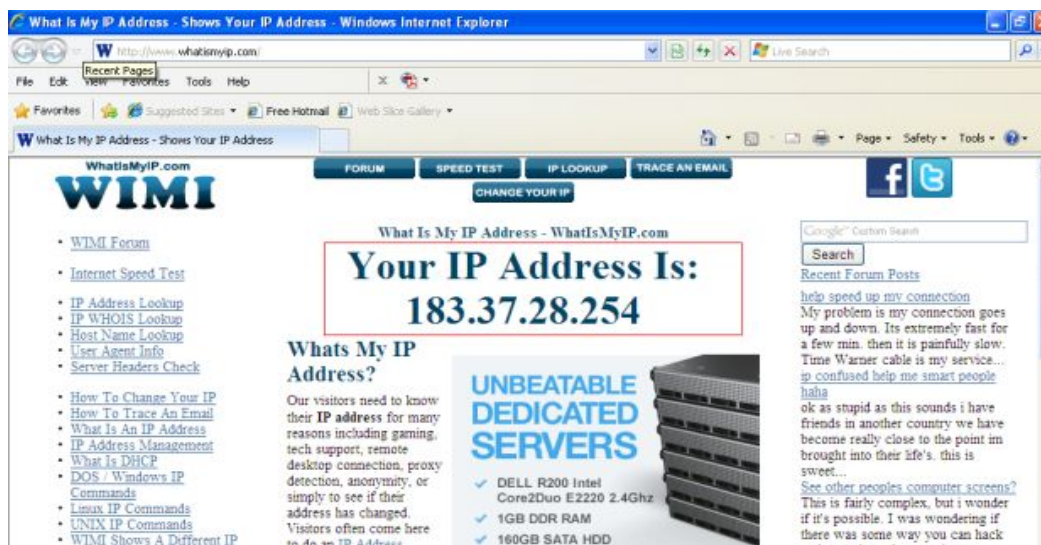 What Is My IP Address - Shows Your IP Address - Windows Internet Explorer
http://www.whatismyip.com/
Live Search
Recent Pages
File Edit View Favorites Tools Help
Favorites Suggested Sites Free Hotmail Web Slice Gallery
What Is My IP Address - Shows Your IP Address
Page Safety Tools
WhatIsMyIP.com
WIMI
FORUM SPEED TEST IP LOOKUP TRACE AN EMAIL
CHANGE YOUR IP
WIMI Forum
Internet Speed Test
IP Address Lookup
IP WHOIS Lookup
Host Name Lookup
User Agent Info
Server Headers Check
How To Change Your IP
How To Trace An Email
What Is An IP Address
IP Address Management
What Is DHCP
DOS / Windows IP
Commands
Linux IP Commands
UNIX IP Commands
WIMI Shows A Different IP
What Is My IP Address - WhatIsMyIP.com
Your IP Address Is:
183.37.28.254
Whats My IP
Address?
Our visitors need to know
their IP address for many
reasons including gaming,
tech support, remote
desktop connection, proxy
detection, anonymity, or
simply to see if their
address has changed.
Visitors often come here
to do an IP Address
UNBEATABLE
DEDICATED
SERVERS
DELL R200 Intel
Core2Duo E2220 2.4Ghz
1GB DDR RAM
160GB SATA HDD
Google™ Custom Search
Search
Recent Forum Posts
help speed up my connection
My problem is my connection goes
up and down. Its extremely fast for
a few min. then it is painfully slow.
Time Warner cable is my service...
ip confused help me smart people
haha
ok as stupid as this sounds i have
friends in another country we have
become really close to the point im
brought into their life's. this is
sweet...
See other peoples computer screens?
This is fairly complex, but i wonder
if it's possible. I was wondering if
there was some way you can hack